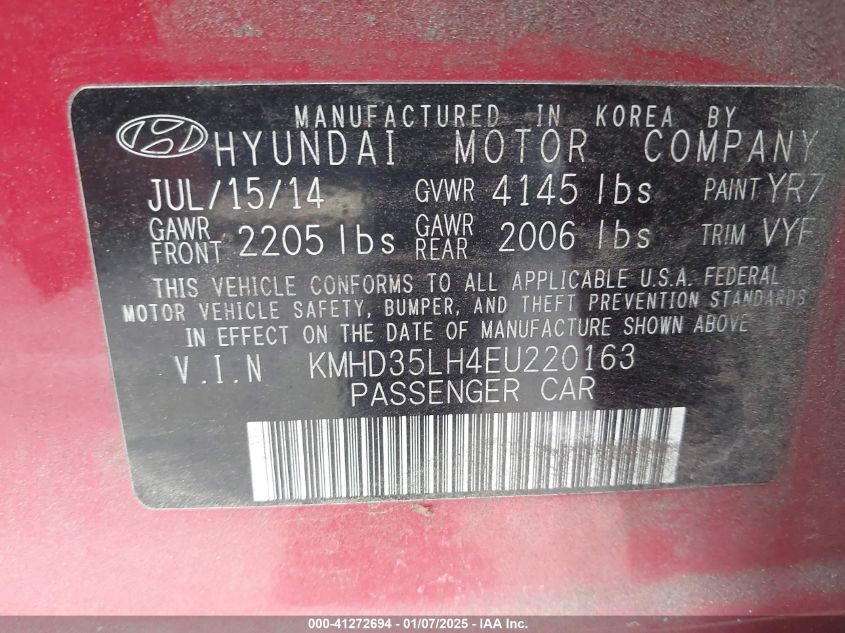 MANUFACTURED IN KOREA BY
HYUNDAI MOTOR COMPANY
JUL/15/14 GVWR 4145 lbs PAINT YR7
GAWR FRONT 2205 lbs GAWR REAR 2006 lbs TRIM VYF
THIS VEHICLE CONFORMS TO ALL APPLICABLE U.S.A. FEDERAL
MOTOR VEHICLE SAFETY, BUMPER, AND THEFT PREVENTION STANDARDS
IN EFFECT ON THE DATE OF MANUFACTURE SHOWN ABOVE
V.I.N KMHD35LH4EU220163
PASSENGER CAR
000-41272694 - 01/07/2025 - IAAI Inc.